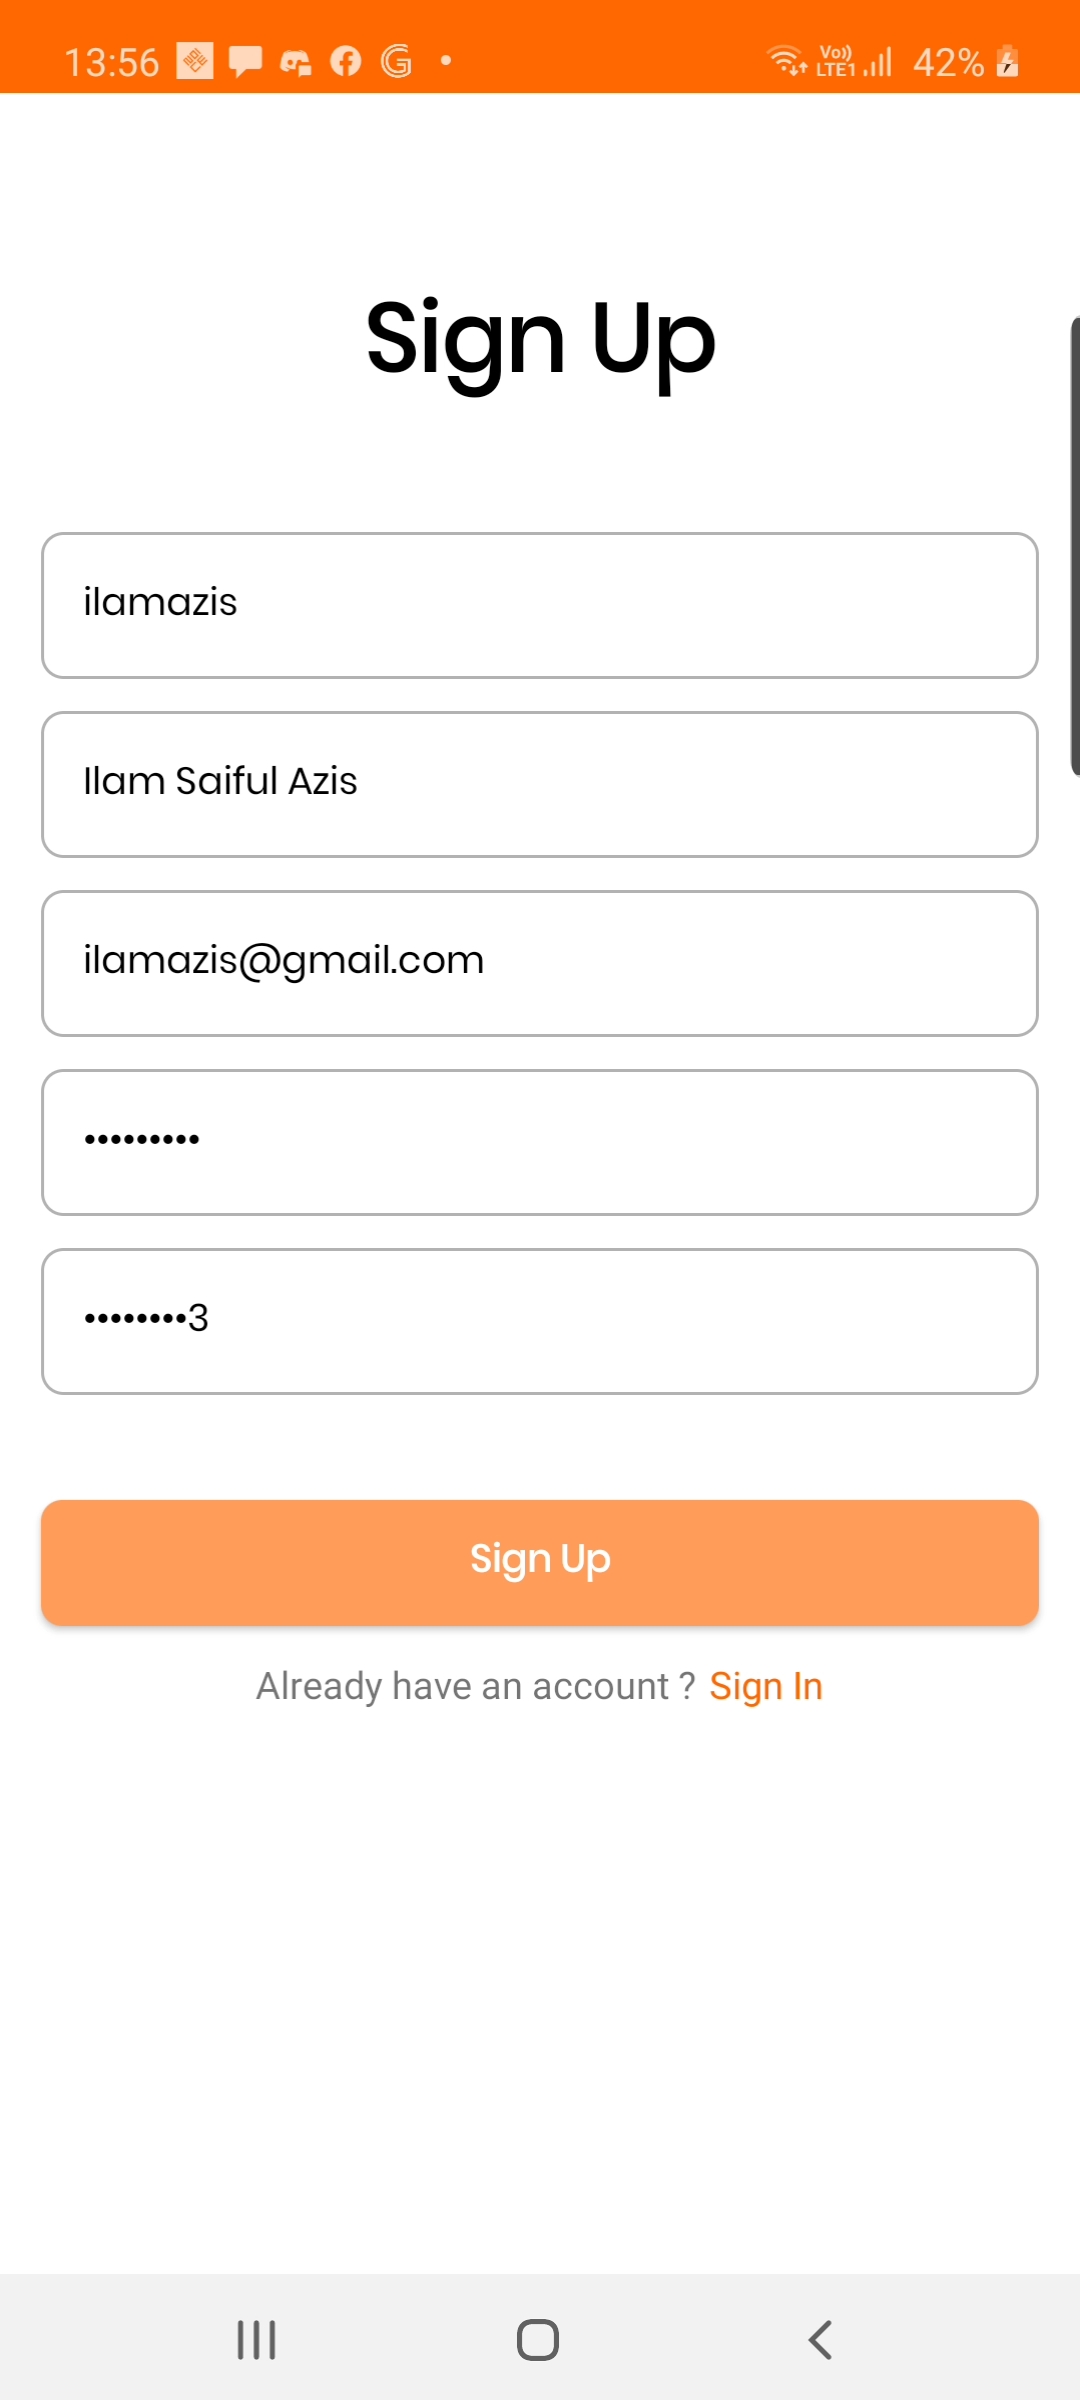 13:56
Vo)) LTE1 42%
Sign Up
ilamazis
Ilam Saiful Azis
ilamazis@gmail.com
•••••••••
••••••••3
Sign Up
Already have an account ? Sign In